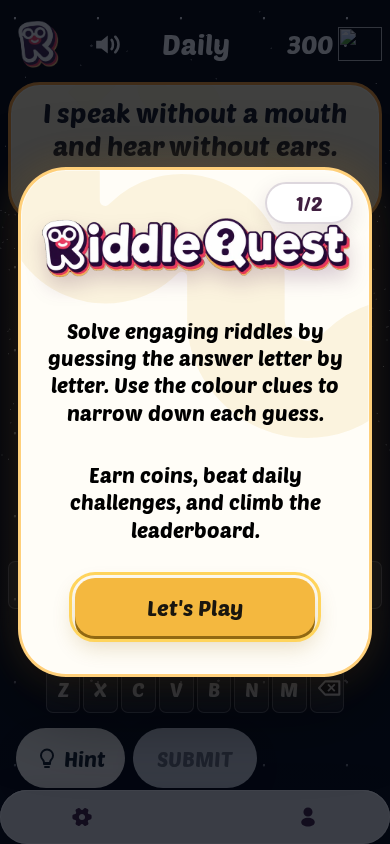 Daily
300
I speak without a mouth
and hear without ears.
1/2
Riddle Quest
Solve engaging riddles by
guessing the answer letter by
letter. Use the colour clues to
narrow down each guess.
Earn coins, beat daily
challenges, and climb the
leaderboard.
Let's Play
Z X C V B N M
Hint
SUBMIT